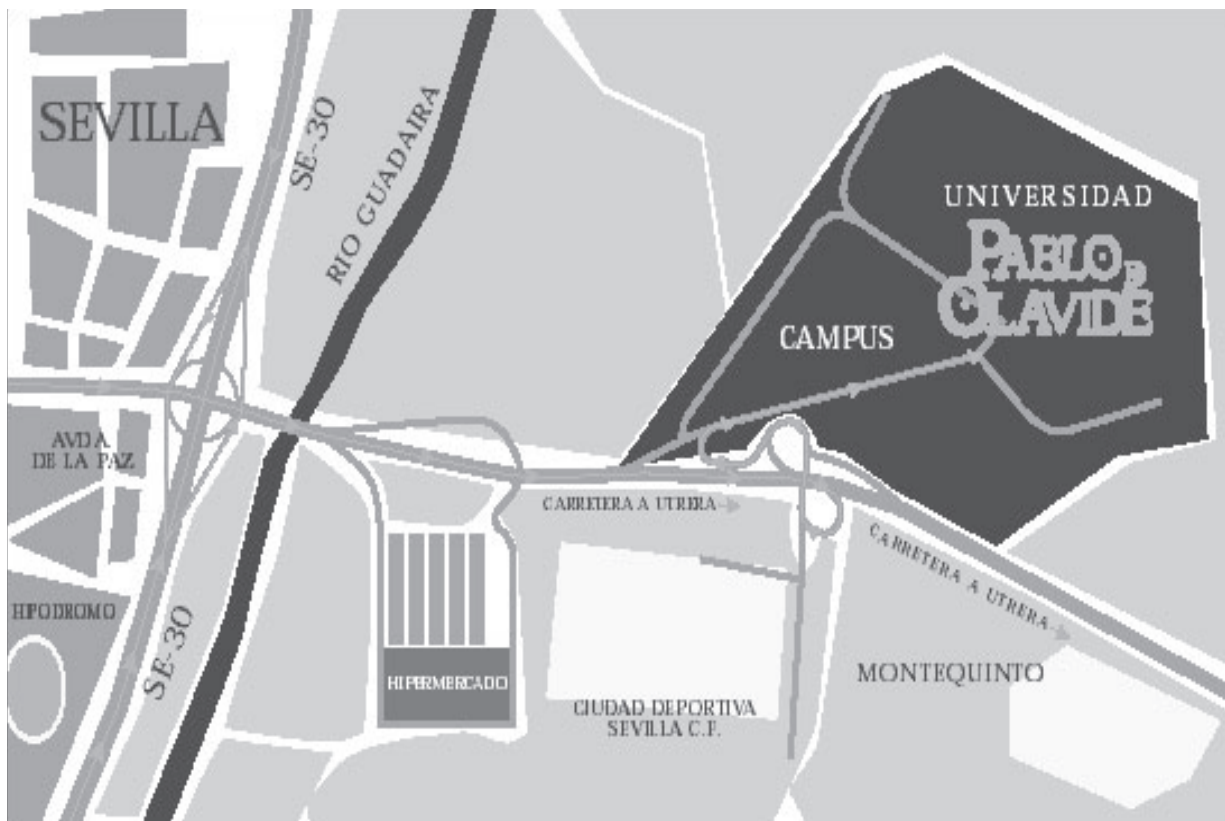 SEVILLA
SE-30
RIO GUADAIRA
UNIVERSIDAD
PABLO DE
OLAVIDE
CAMPUS
AVDA
DE LA PAZ
CARRETERA A UTRERA
CARRETERA A UTRERA
HIPODROMO
SE-30
HIPERMERCADO
MONTEQUINTO
CIUDAD DEPORTIVA
SEVILLA C.F.